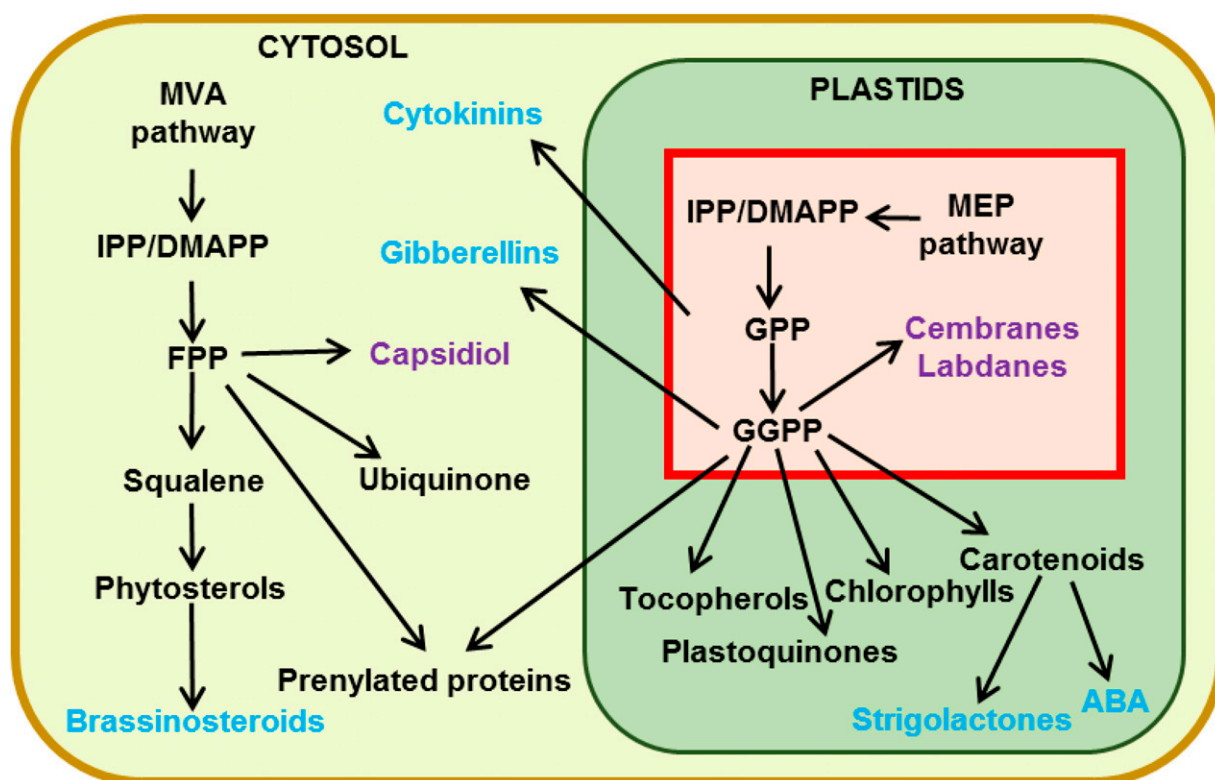 CYTOSOL
MVA
pathway
IPP/DMAPP
FPP
Squalene
Phytosterols
Brassinosteroids
Cytokinins
Gibberellins
Capsidiol
Ubiquinone
Prenylated proteins
PLASTIDS
IPP/DMAPP
MEP
pathway
GPP
Cembranes
Labdanes
GGPP
Tocopherols
Plastoquinones
Chlorophylls
Carotenoids
Strigolactones
ABA